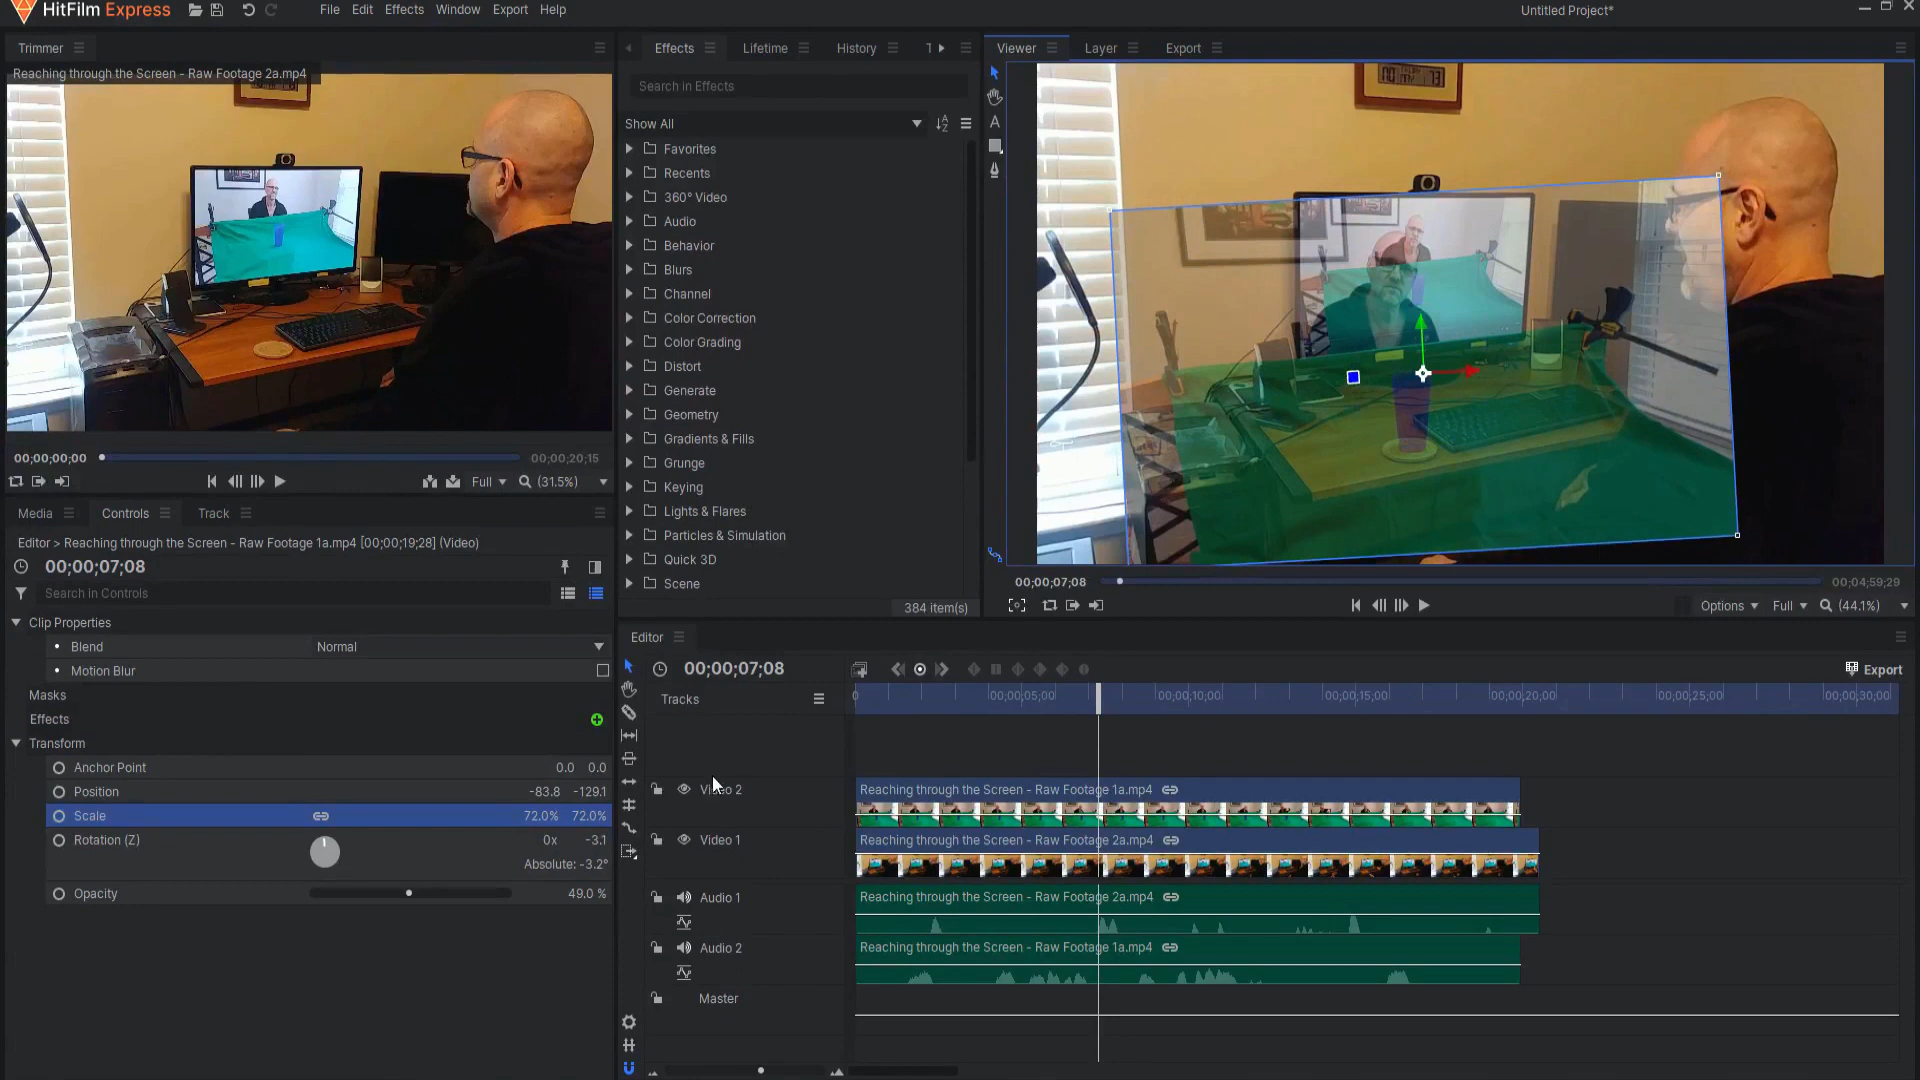 HitFilm Express
File Edit Effects Window Export Help
Untitled Project*
Trimmer
Reaching through the Screen - Raw Footage 2a.mp4
00;00;00;00
00;00;20;15
Full
(31.5%)
Media Controls Track
Editor > Reaching through the Screen - Raw Footage 1a.mp4 [00;00;19;28] (Video)
00;00;07;08
Search in Controls
Clip Properties
Blend Normal
Motion Blur
Masks
Effects
Transform
Anchor Point 0.0 0.0
Position -83.8 -129.1
Scale 72.0% 72.0%
Rotation (Z) 0x -3.1
Absolute: -3.2°
Opacity 49.0 %
Effects Lifetime History T
Search in Effects
Show All
Favorites
Recents
360° Video
Audio
Behavior
Blurs
Channel
Color Correction
Color Grading
Distort
Generate
Geometry
Gradients & Fills
Grunge
Keying
Lights & Flares
Particles & Simulation
Quick 3D
Scene
384 item(s)
Viewer Layer Export
A
00;00;07;08
00;04;59;29
Options Full (44.1%)
Editor
00;00;07;08
Export
Tracks
0 00;00;05;00 00;00;10;00 00;00;15;00 00;00;20;00 00;00;25;00 00;00;30;00
Video 2 Reaching through the Screen - Raw Footage 1a.mp4
Video 1 Reaching through the Screen - Raw Footage 2a.mp4
Audio 1 Reaching through the Screen - Raw Footage 2a.mp4
Audio 2 Reaching through the Screen - Raw Footage 1a.mp4
Master